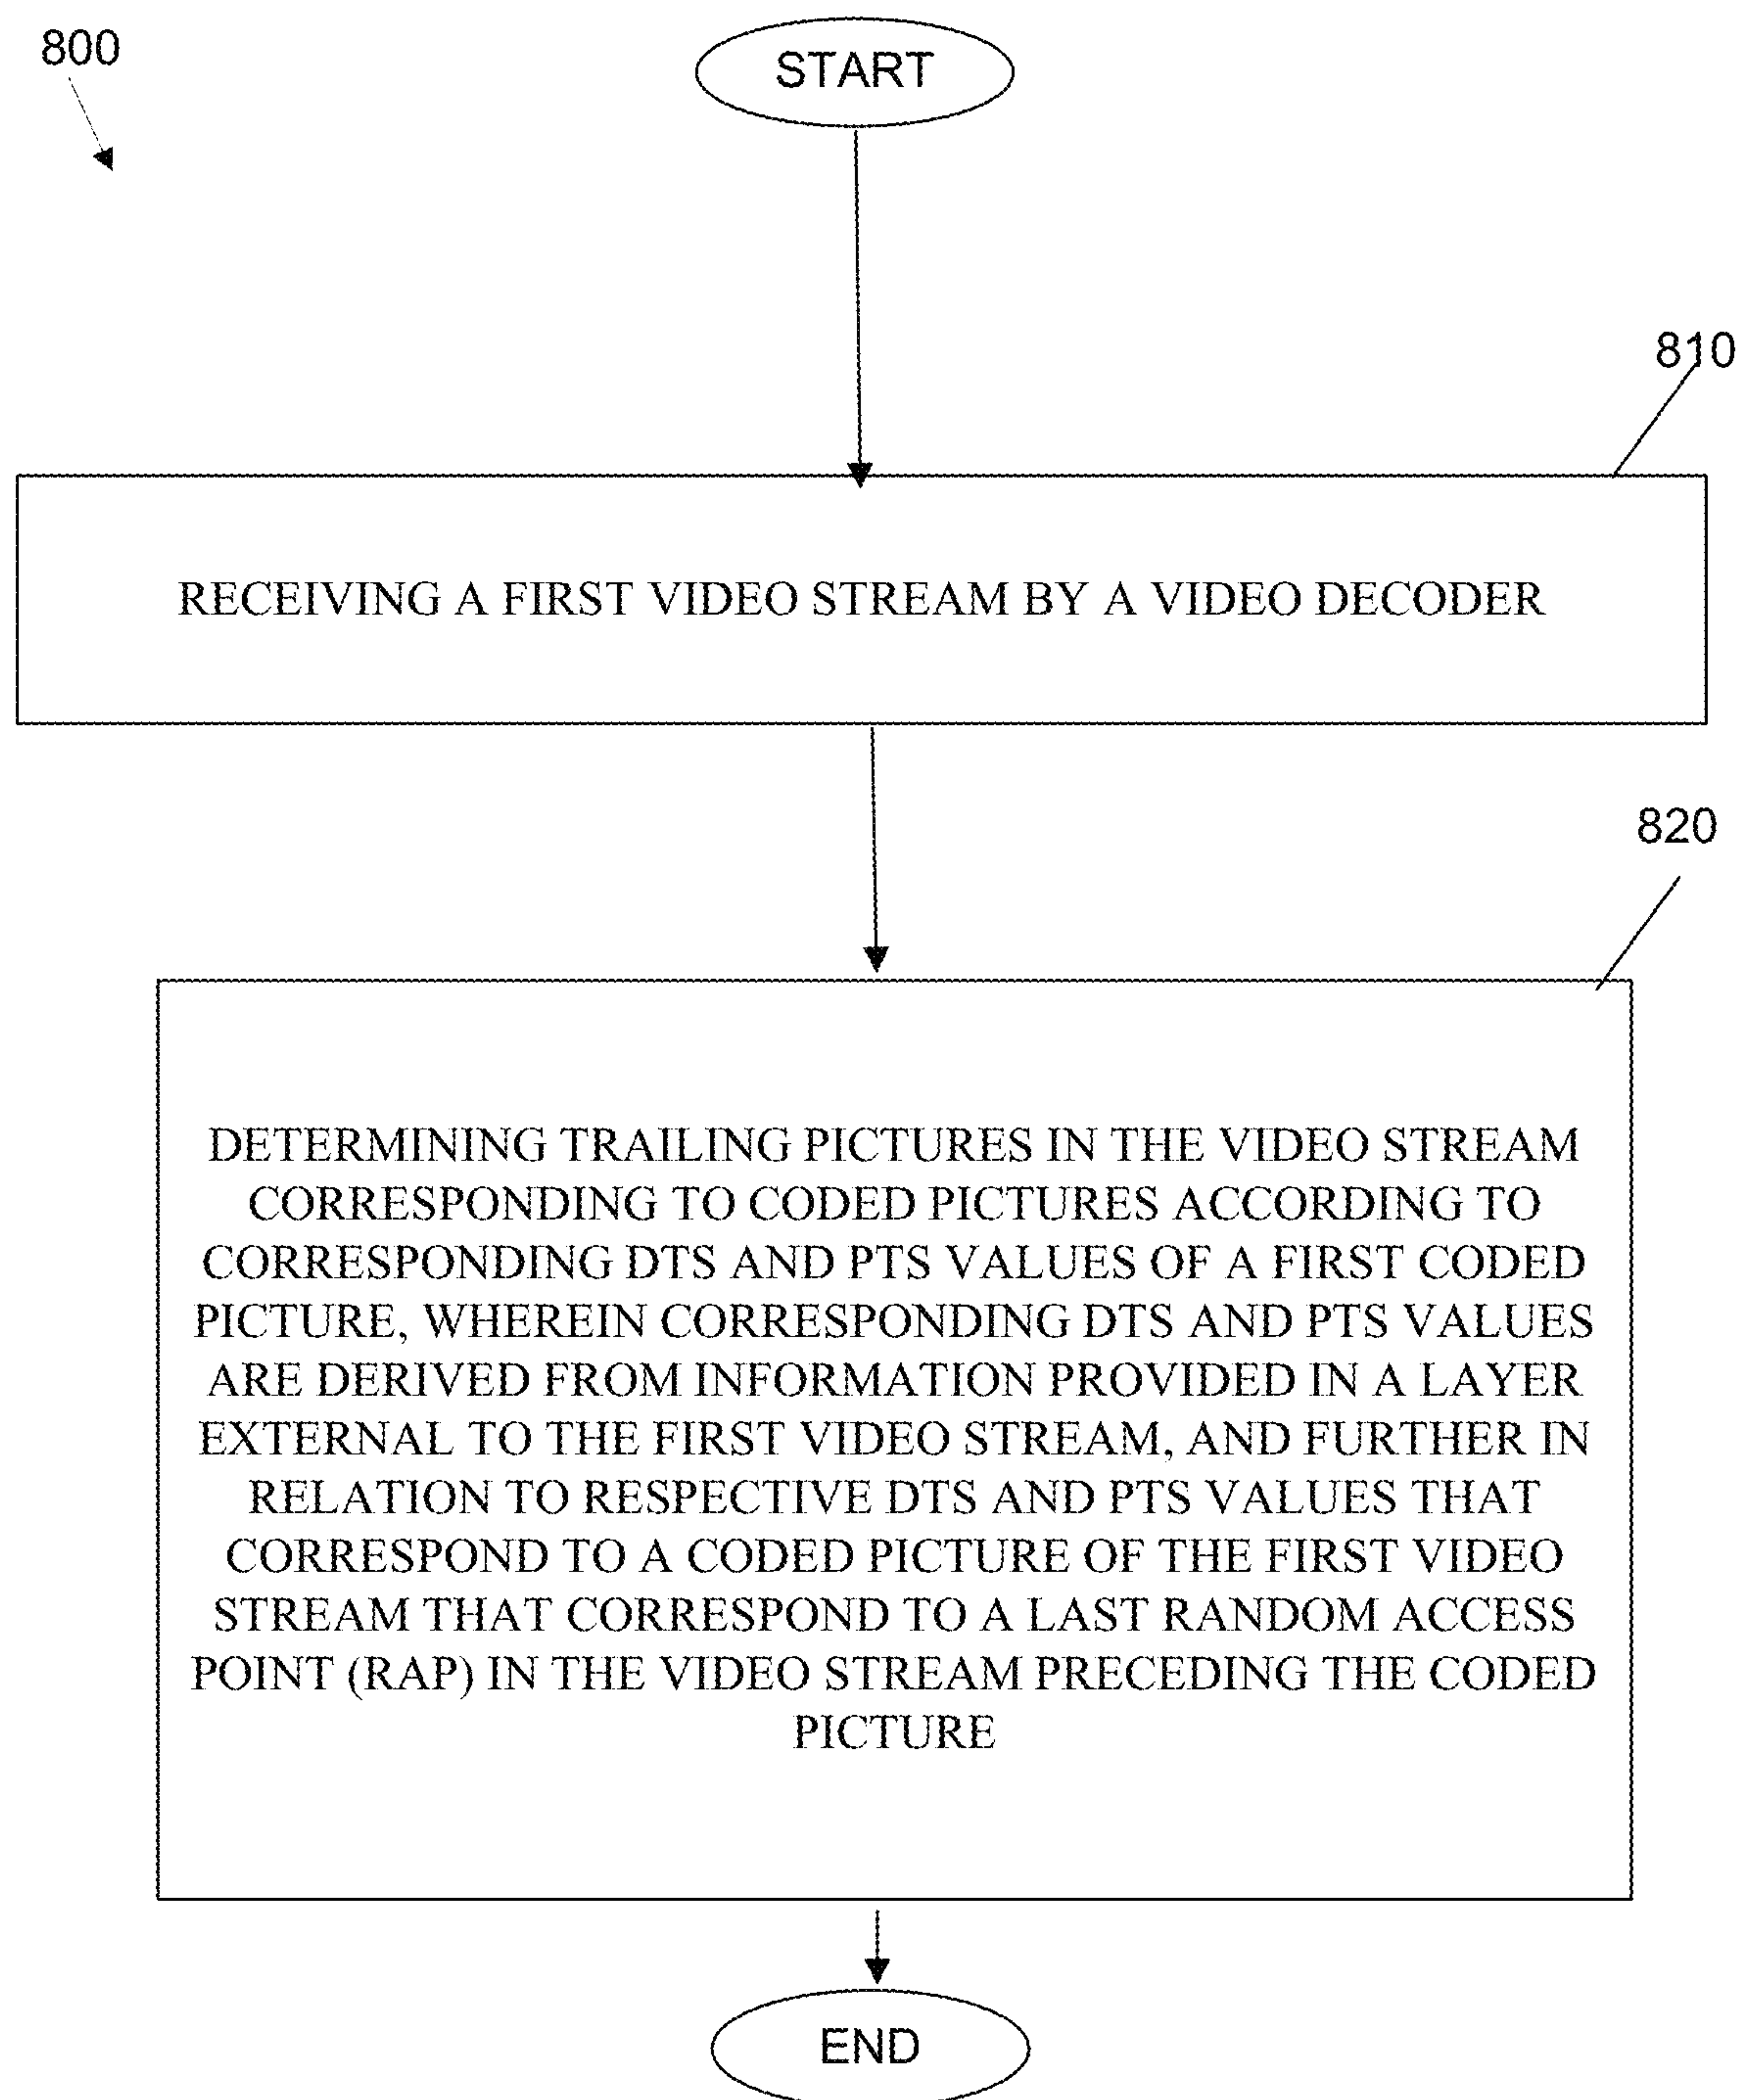 800
START
810
RECEIVING A FIRST VIDEO STREAM BY A VIDEO DECODER
820
DETERMINING TRAILING PICTURES IN THE VIDEO STREAM
CORRESPONDING TO CODED PICTURES ACCORDING TO
CORRESPONDING DTS AND PTS VALUES OF A FIRST CODED
PICTURE, WHEREIN CORRESPONDING DTS AND PTS VALUES
ARE DERIVED FROM INFORMATION PROVIDED IN A LAYER
EXTERNAL TO THE FIRST VIDEO STREAM, AND FURTHER IN
RELATION TO RESPECTIVE DTS AND PTS VALUES THAT
CORRESPOND TO A CODED PICTURE OF THE FIRST VIDEO
STREAM THAT CORRESPOND TO A LAST RANDOM ACCESS
POINT (RAP) IN THE VIDEO STREAM PRECEDING THE CODED
PICTURE
END